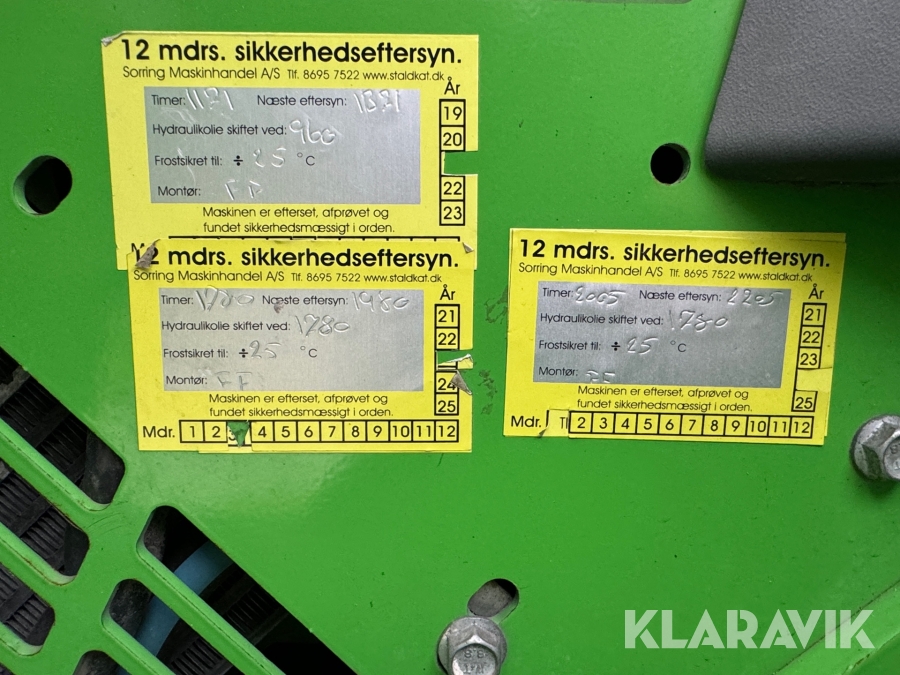 12 mdrs. sikkerhedseftersyn.
Sorring Maskinhandel A/S Tlf. 8695 7522 www.staldkat.dk
År
Timer: 1171 Næste eftersyn: 1371
19
Hydraulikolie skiftet ved: 960
20
Frostsikret til: ÷ 25 °C
22
Montør:
23
Maskinen er efterset, afprøvet og
fundet sikkerhedsmæssigt i orden.
12 mdrs. sikkerhedseftersyn.
Sorring Maskinhandel A/S Tlf. 8695 7522 www.staldkat.dk
År
Timer: 1780 Næste eftersyn: 1980
21
Hydraulikolie skiftet ved: 1780
22
Frostsikret til: ÷ 25 °C
24
Montør: FF
25
Maskinen er efterset, afprøvet og
fundet sikkerhedsmæssigt i orden.
Mdr. 1 2 3 4 5 6 7 8 9 10 11 12
12 mdrs. sikkerhedseftersyn.
Sorring Maskinhandel A/S Tlf. 8695 7522 www.staldkat.dk
År
Timer: 2005 Næste eftersyn: 2205
21
Hydraulikolie skiftet ved: 1780
22
Frostsikret til: ÷ 25 °C
23
Montør: FF
25
Maskinen er efterset, afprøvet og
fundet sikkerhedsmæssigt i orden.
Mdr. 2 3 4 5 6 7 8 9 10 11 12
8.8
KLARAVIK